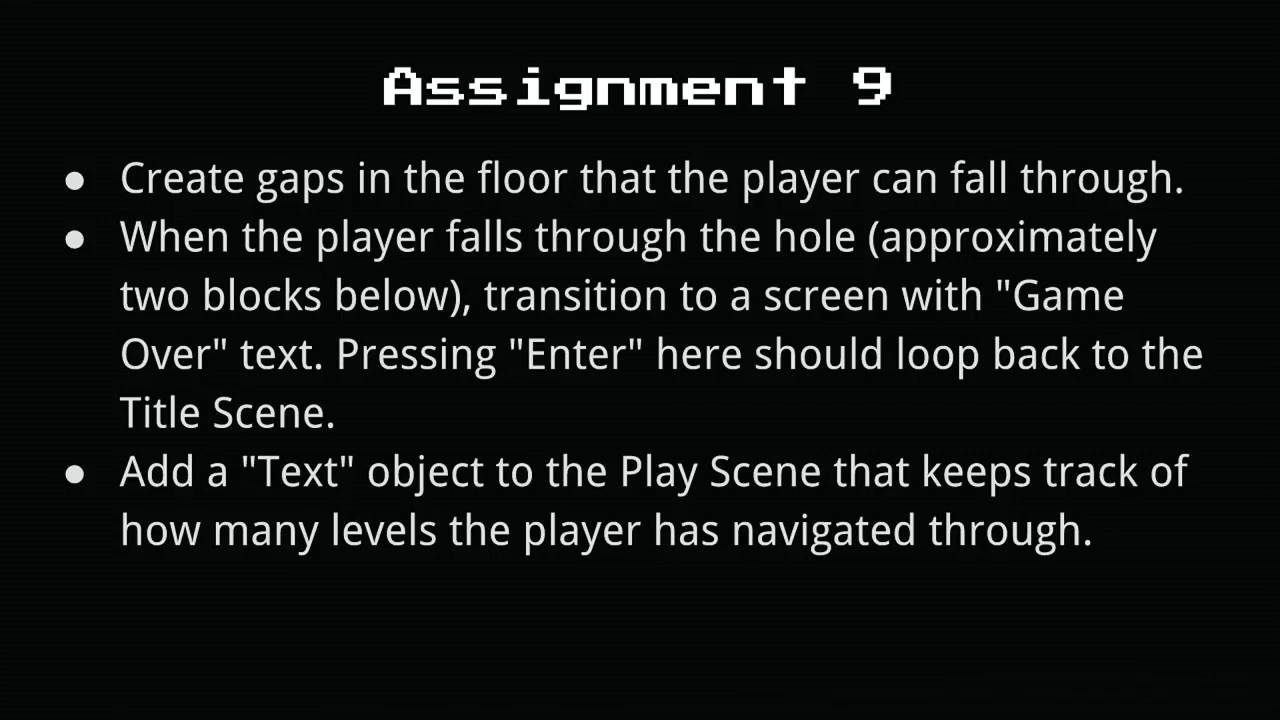 Assignment 9
● Create gaps in the floor that the player can fall through.
● When the player falls through the hole (approximately
two blocks below), transition to a screen with "Game
Over" text. Pressing "Enter" here should loop back to the
Title Scene.
● Add a "Text" object to the Play Scene that keeps track of
how many levels the player has navigated through.